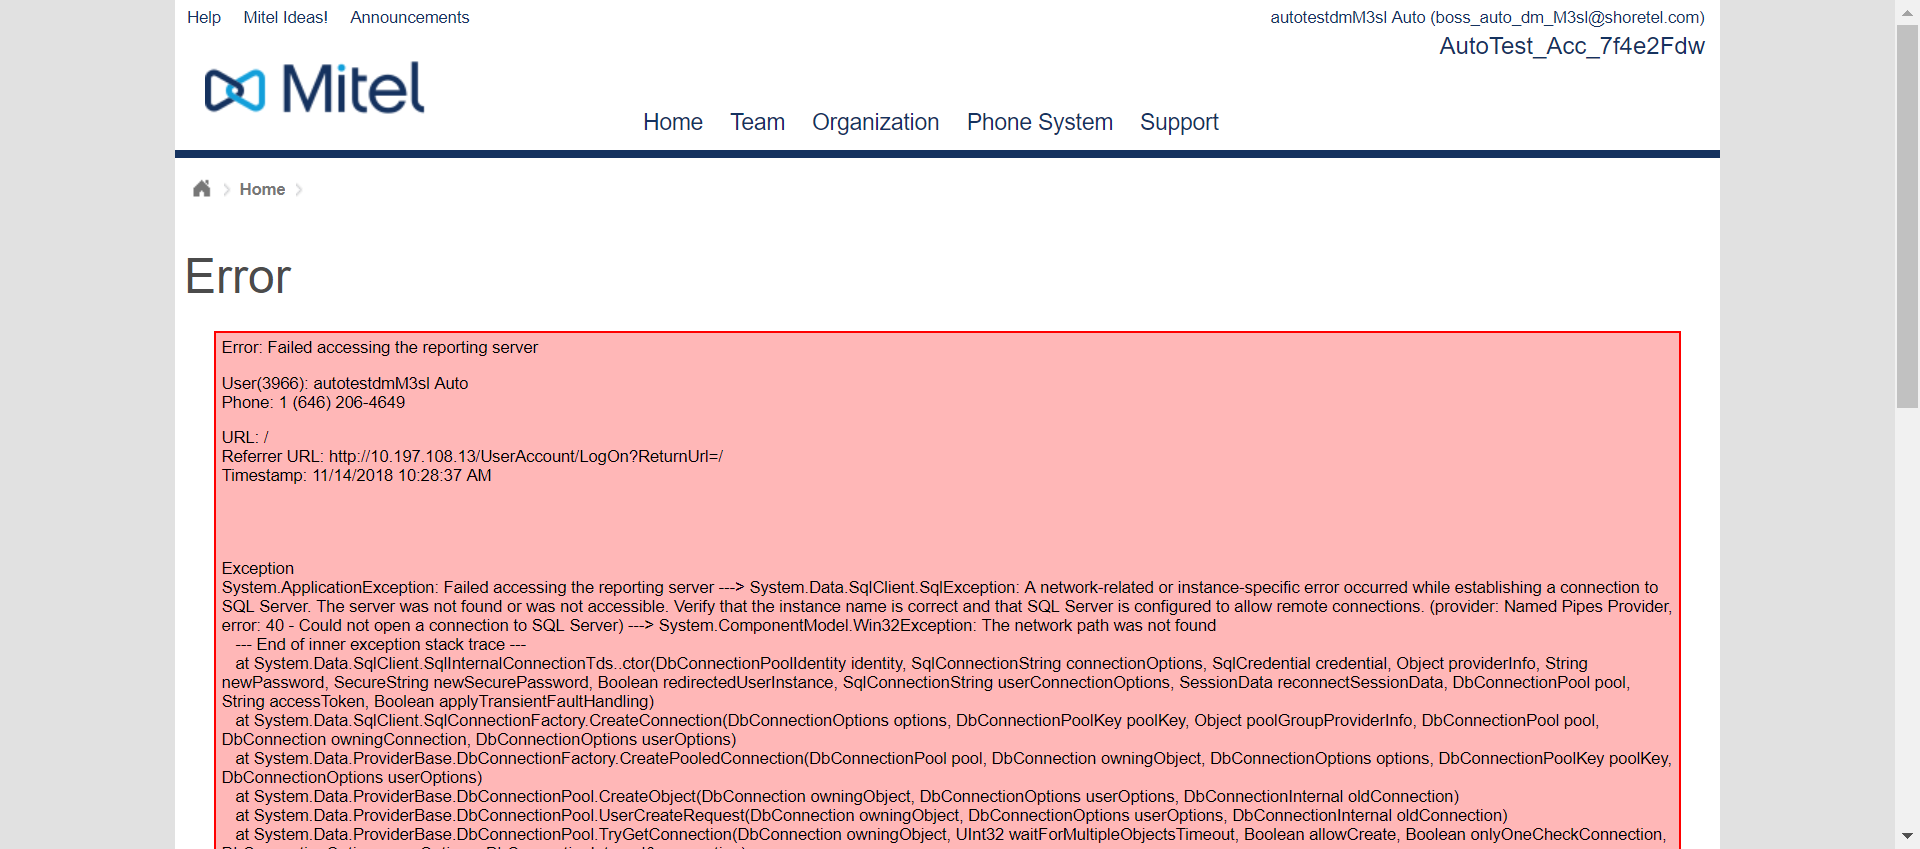 Help Mitel Ideas! Announcements
autotestdmM3sl Auto (boss_auto_dm_M3sl@shoretel.com)
AutoTest_Acc_7f4e2Fdw
Mitel
Home Team Organization Phone System Support
Home
Error
Error: Failed accessing the reporting server
User(3966): autotestdmM3sl Auto
Phone: 1 (646) 206-4649
URL: /
Referrer URL: http://10.197.108.13/UserAccount/LogOn?ReturnUrl=/
Timestamp: 11/14/2018 10:28:37 AM
Exception
System.ApplicationException: Failed accessing the reporting server ---> System.Data.SqlClient.SqlException: A network-related or instance-specific error occurred while establishing a connection to
SQL Server. The server was not found or was not accessible. Verify that the instance name is correct and that SQL Server is configured to allow remote connections. (provider: Named Pipes Provider,
error: 40 - Could not open a connection to SQL Server) ---> System.ComponentModel.Win32Exception: The network path was not found
--- End of inner exception stack trace ---
at System.Data.SqlClient.SqlInternalConnectionTds..ctor(DbConnectionPoolIdentity identity, SqlConnectionString connectionOptions, SqlCredential credential, Object providerInfo, String
newPassword, SecureString newSecurePassword, Boolean redirectedUserInstance, SqlConnectionString userConnectionOptions, SessionData reconnectSessionData, DbConnectionPool pool,
String accessToken, Boolean applyTransientFaultHandling)
at System.Data.SqlClient.SqlConnectionFactory.CreateConnection(DbConnectionOptions options, DbConnectionPoolKey poolKey, Object poolGroupProviderInfo, DbConnectionPool pool,
DbConnection owningConnection, DbConnectionOptions userOptions)
at System.Data.ProviderBase.DbConnectionFactory.CreatePooledConnection(DbConnectionPool pool, DbConnection owningObject, DbConnectionOptions options, DbConnectionPoolKey poolKey,
DbConnectionOptions userOptions)
at System.Data.ProviderBase.DbConnectionPool.CreateObject(DbConnection owningObject, DbConnectionOptions userOptions, DbConnectionInternal oldConnection)
at System.Data.ProviderBase.DbConnectionPool.UserCreateRequest(DbConnection owningObject, DbConnectionOptions userOptions, DbConnectionInternal oldConnection)
at System.Data.ProviderBase.DbConnectionPool.TryGetConnection(DbConnection owningObject, UInt32 waitForMultipleObjectsTimeout, Boolean allowCreate, Boolean onlyOneCheckConnection,